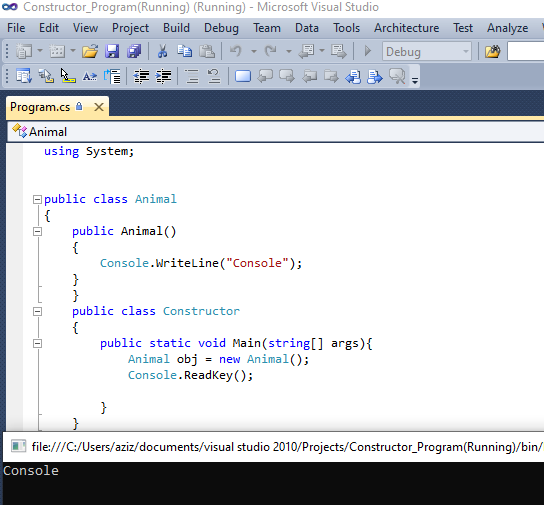 Constructor_Program(Running) (Running) - Microsoft Visual Studio
File Edit View Project Build Debug Team Data Tools Architecture Test Analyze V
Debug
Program.cs
Animal
using System;
public class Animal
{
public Animal()
{
Console.WriteLine("Console");
}
}
public class Constructor
{
public static void Main(string[] args){
Animal obj = new Animal();
Console.ReadKey();
}
}
file:///C:/Users/aziz/documents/visual studio 2010/Projects/Constructor_Program(Running)/bin/
Console